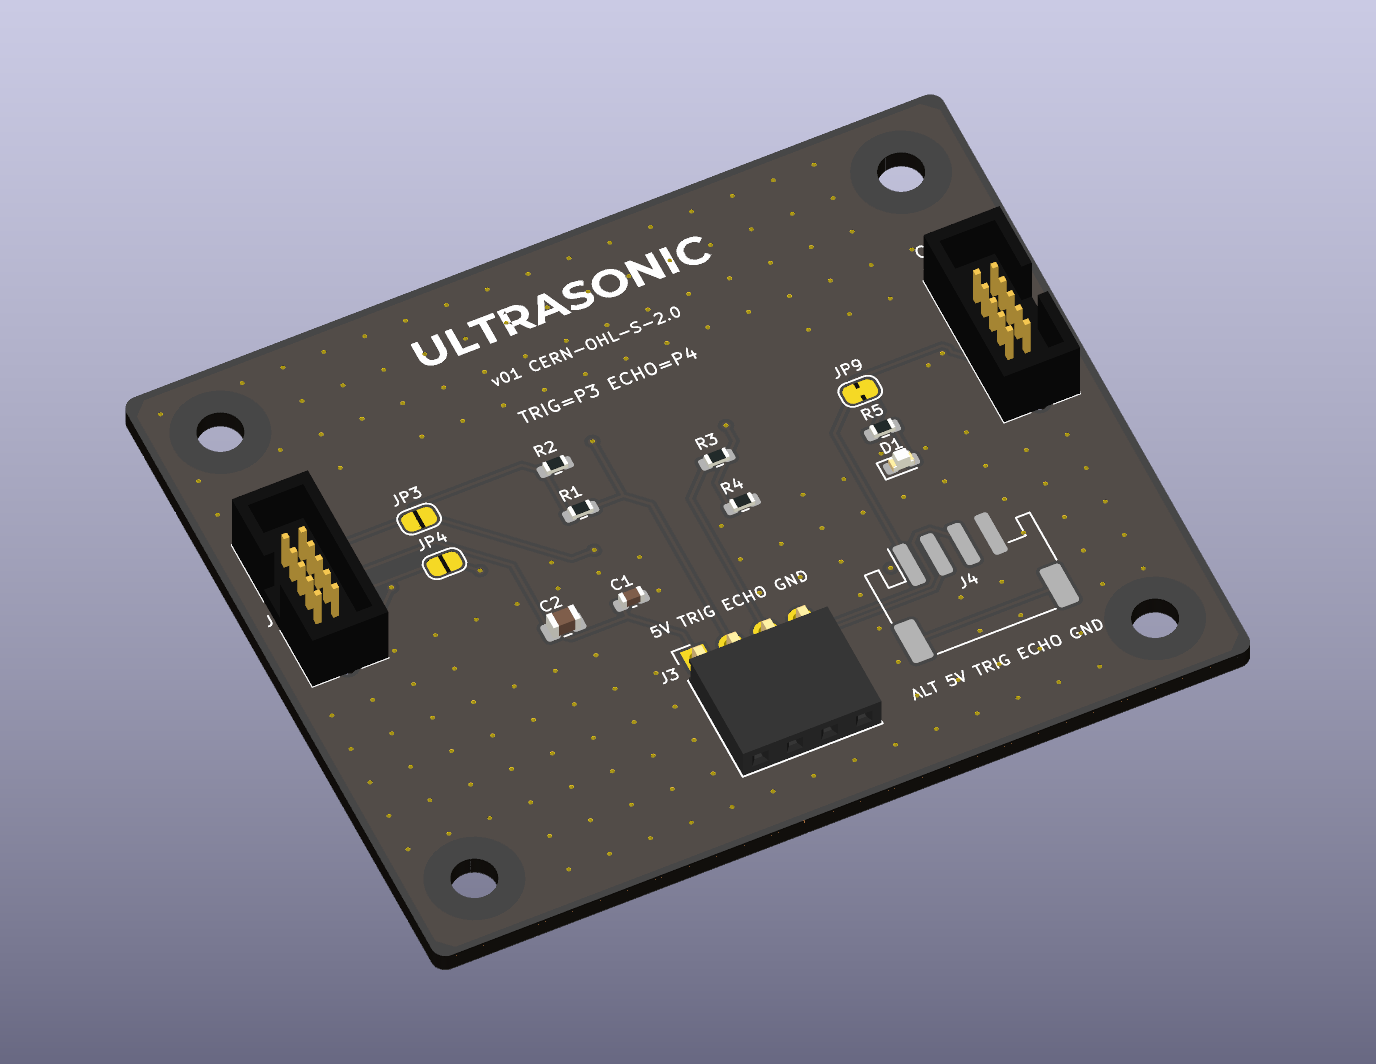 ULTRASONIC
v01 CERN-OHL-S-2.0
TRIG=P3 ECHO=P4
JP9
R5
D1
R2
R3
JP3
R1
R4
JP4
C2
C1
5V TRIG ECHO GND
J3
J4
ALT 5V TRIG ECHO GND